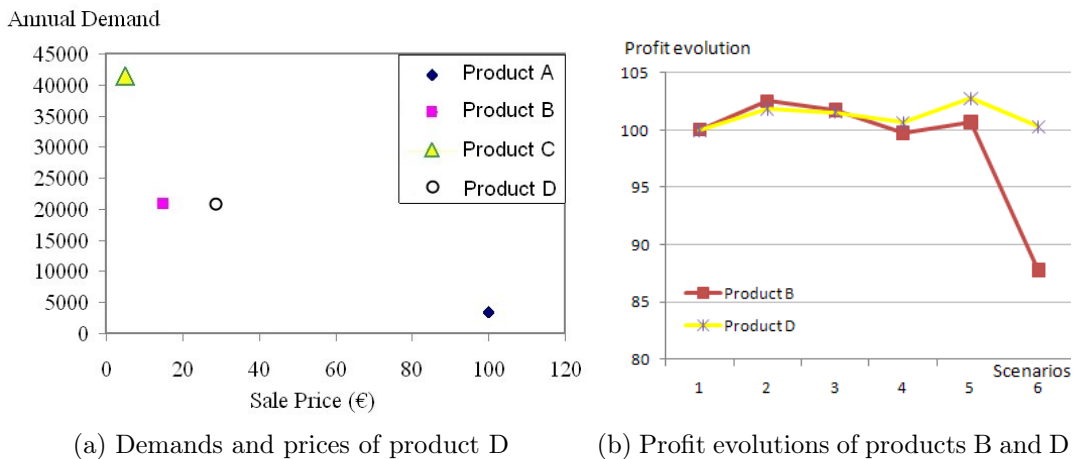 Annual Demand
45000
40000
35000
30000
25000
20000
15000
10000
5000
0
0 20 40 60 80 100 120
Sale Price (€)
Product A
Product B
Product C
Product D
(a) Demands and prices of product D
Profit evolution
105
100
95
90
85
80
Product B
Product D
Scenarios
1 2 3 4 5 6
(b) Profit evolutions of products B and D